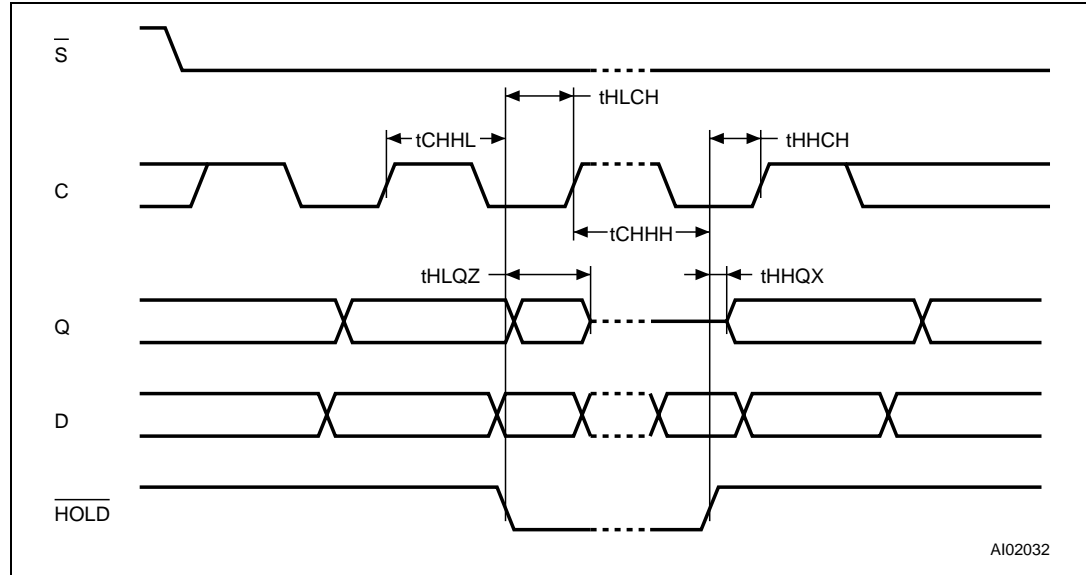 S
tHLCH
tCHHL
tHHCH
C
tCHHH
tHLQZ
tHHQX
Q
D
HOLD
AI02032